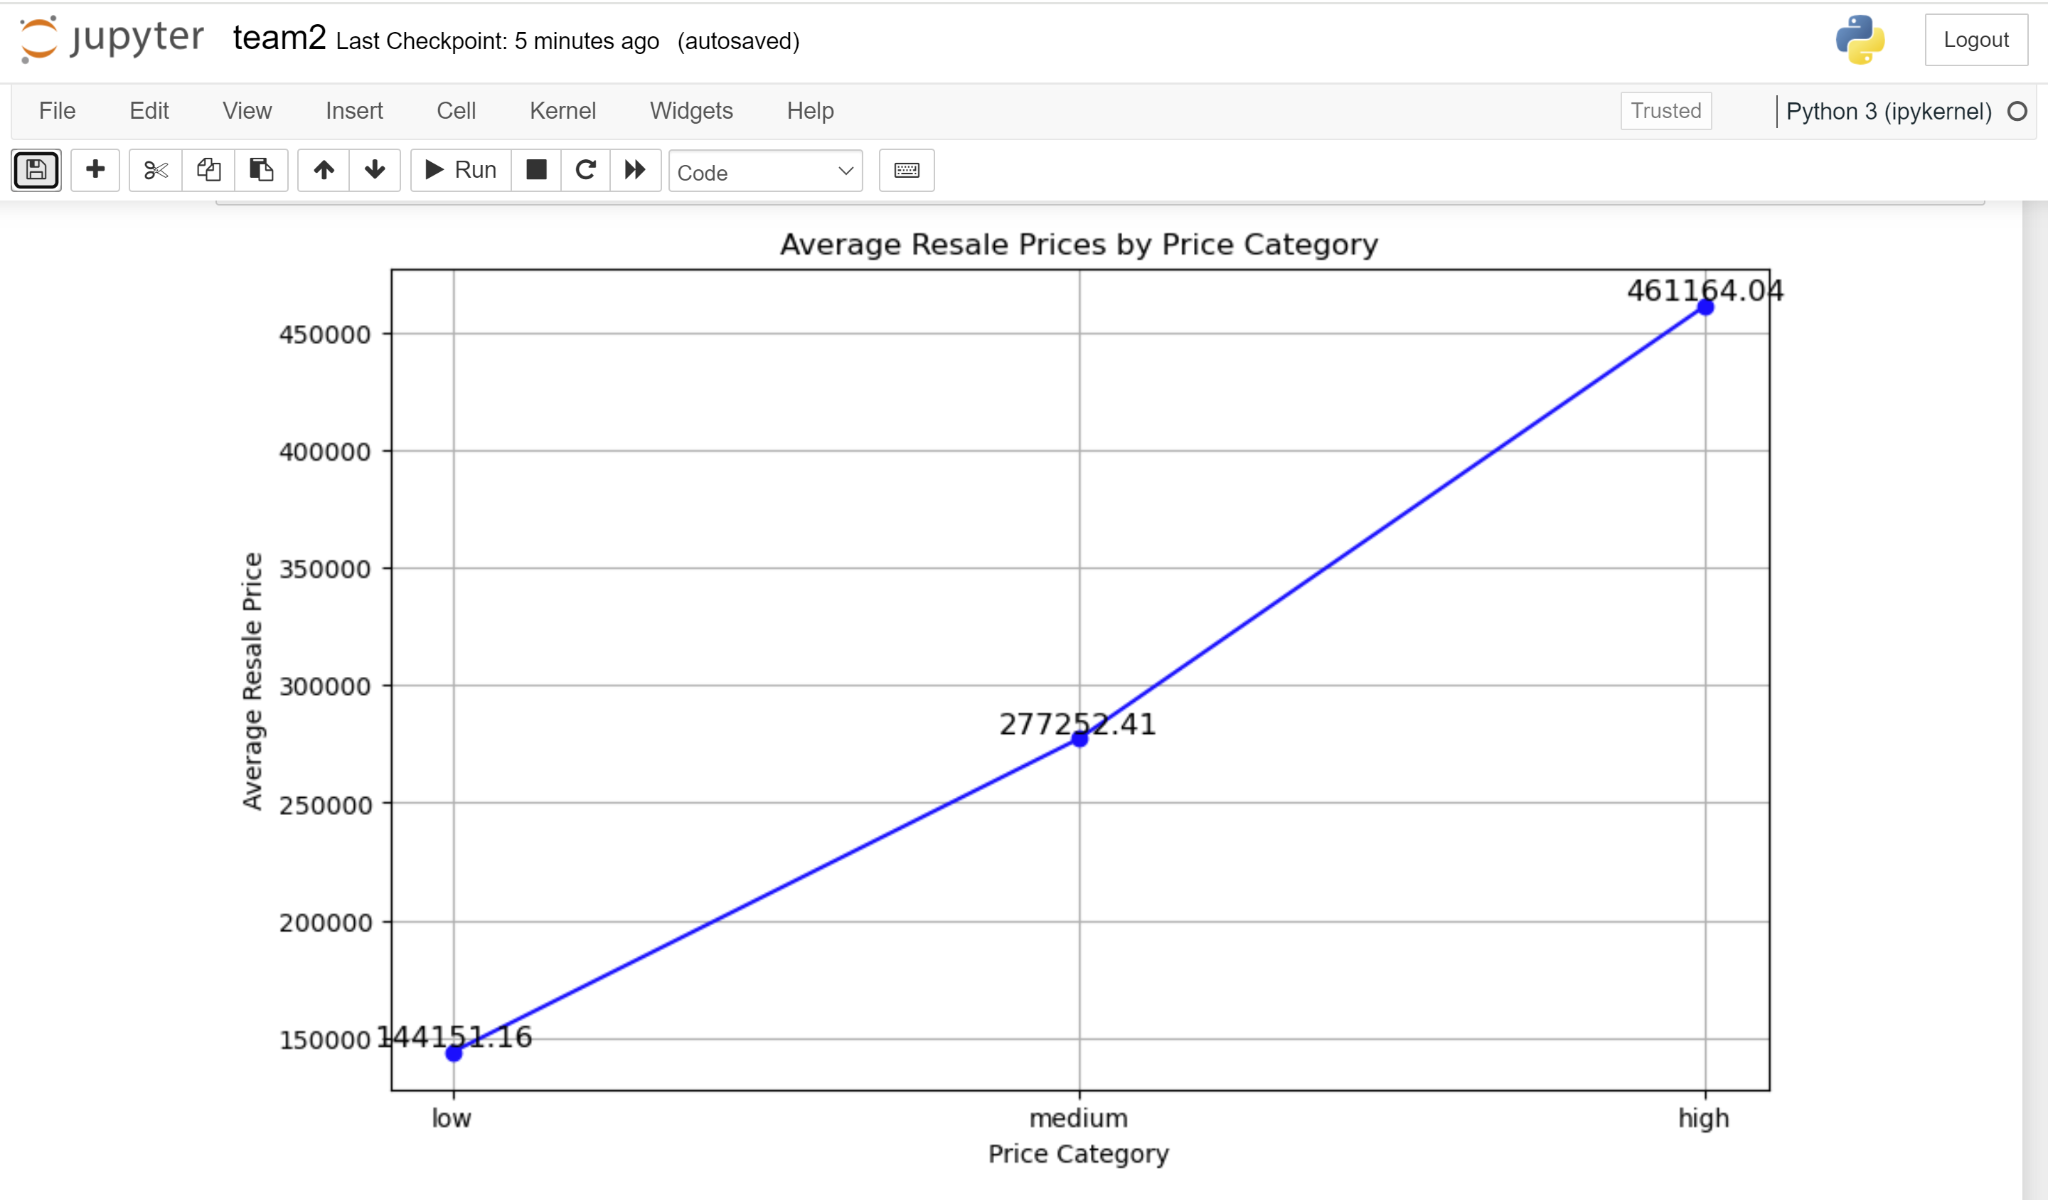 jupyter team2 Last Checkpoint: 5 minutes ago (autosaved) Logout
File Edit View Insert Cell Kernel Widgets Help Trusted Python 3 (ipykernel)
Run Code
Average Resale Prices by Price Category
461164.04
450000
400000
350000
300000
277252.41
250000
200000
150000
144151.16
Average Resale Price
low medium high
Price Category